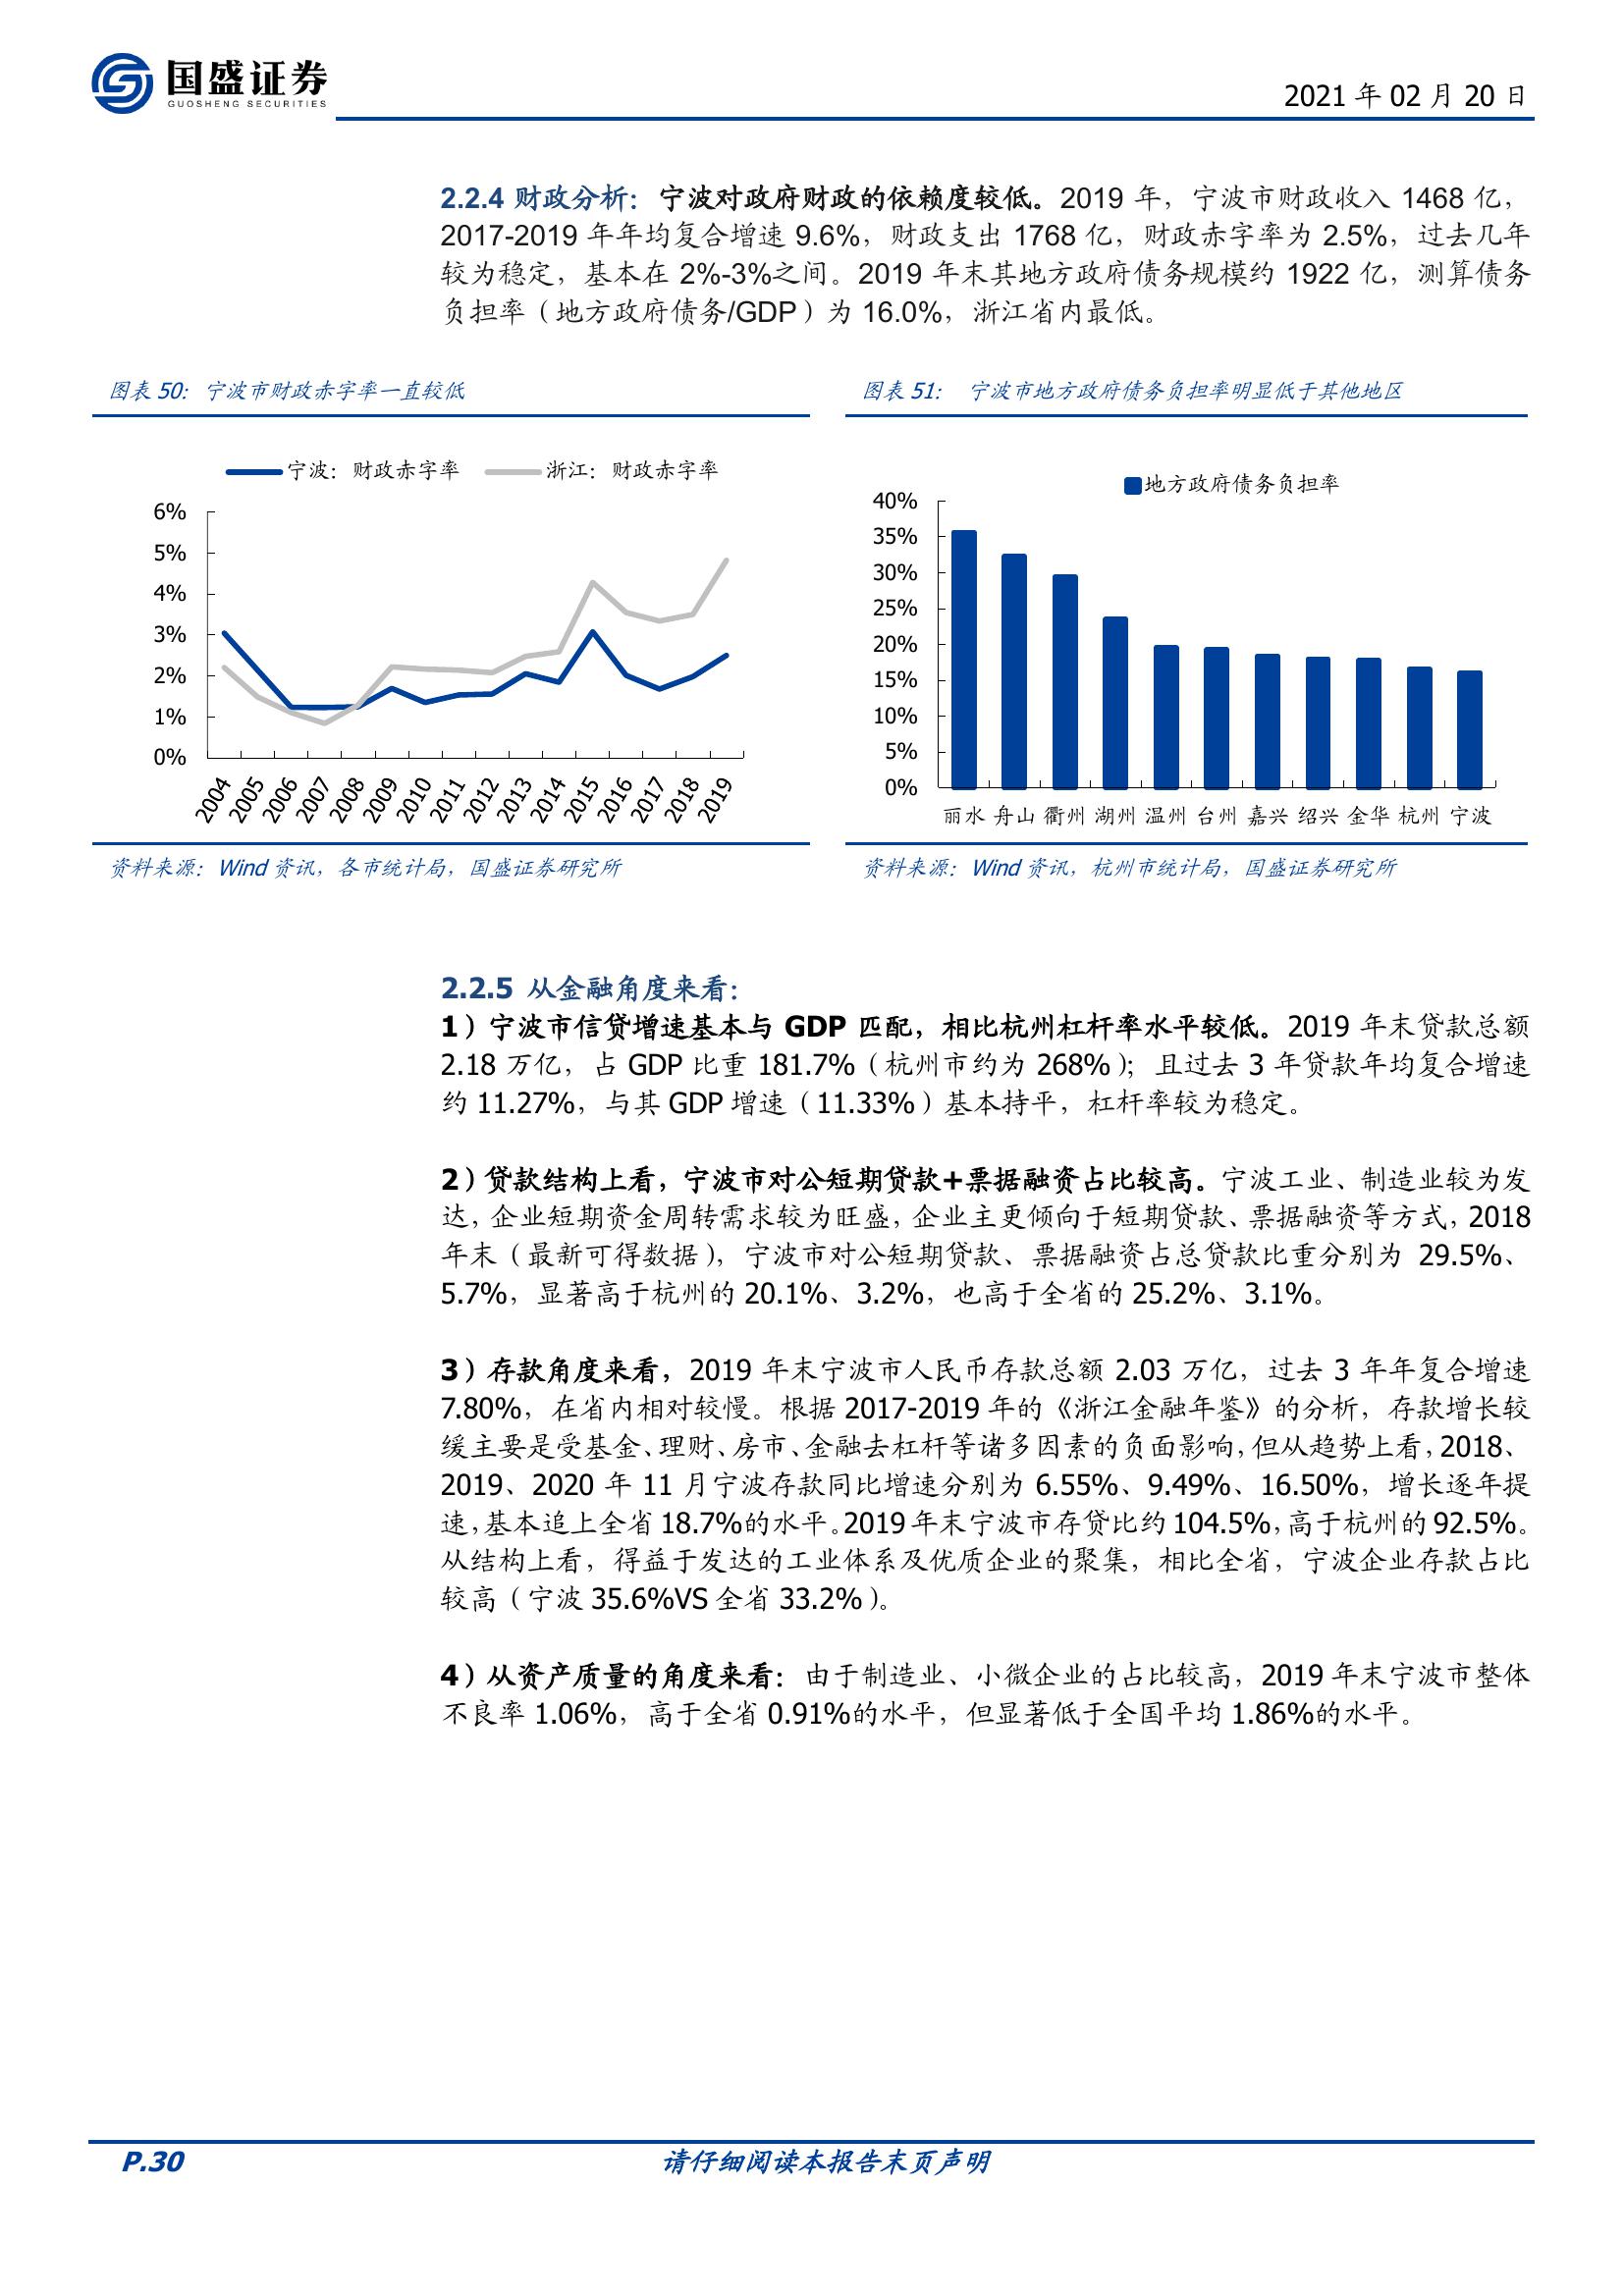 国盛证券
GUOSHENG SECURITIES
2021 年 02 月 20 日
2.2.4 财政分析：宁波对政府财政的依赖度较低。2019 年，宁波市财政收入 1468 亿，
2017-2019 年年均复合增速 9.6%，财政支出 1768 亿，财政赤字率为 2.5%，过去几年
较为稳定，基本在 2%-3%之间。2019 年末其地方政府债务规模约 1922 亿，测算债务
负担率（地方政府债务/GDP）为 16.0%，浙江省内最低。
图表 50：宁波市财政赤字率一直较低
宁波：财政赤字率 浙江：财政赤字率
6%
5%
4%
3%
2%
1%
0%
2004 2005 2006 2007 2008 2009 2010 2011 2012 2013 2014 2015 2016 2017 2018 2019
资料来源：Wind 资讯，各市统计局，国盛证券研究所
图表 51： 宁波市地方政府债务负担率明显低于其他地区
地方政府债务负担率
40%
35%
30%
25%
20%
15%
10%
5%
0%
丽水 舟山 衢州 湖州 温州 台州 嘉兴 绍兴 金华 杭州 宁波
资料来源：Wind 资讯，杭州市统计局，国盛证券研究所
2.2.5 从金融角度来看：
1）宁波市信贷增速基本与 GDP 匹配，相比杭州杠杆率水平较低。2019 年末贷款总额
2.18 万亿，占 GDP 比重 181.7%（杭州市约为 268%）；且过去 3 年贷款年均复合增速
约 11.27%，与其 GDP 增速（11.33%）基本持平，杠杆率较为稳定。
2）贷款结构上看，宁波市对公短期贷款+票据融资占比较高。宁波工业、制造业较为发
达，企业短期资金周转需求较为旺盛，企业主更倾向于短期贷款、票据融资等方式，2018
年末（最新可得数据），宁波市对公短期贷款、票据融资占总贷款比重分别为 29.5%、
5.7%，显著高于杭州的 20.1%、3.2%，也高于全省的 25.2%、3.1%。
3）存款角度来看，2019 年末宁波市人民币存款总额 2.03 万亿，过去 3 年年复合增速
7.80%，在省内相对较慢。根据 2017-2019 年的《浙江金融年鉴》的分析，存款增长较
缓主要是受基金、理财、房市、金融去杠杆等诸多因素的负面影响，但从趋势上看，2018、
2019、2020 年 11 月宁波存款同比增速分别为 6.55%、9.49%、16.50%，增长逐年提
速，基本追上全省 18.7%的水平。2019 年末宁波市存贷比约 104.5%，高于杭州的 92.5%。
从结构上看，得益于发达的工业体系及优质企业的聚集，相比全省，宁波企业存款占比
较高（宁波 35.6%VS 全省 33.2%）。
4）从资产质量的角度来看：由于制造业、小微企业的占比较高，2019 年末宁波市整体
不良率 1.06%，高于全省 0.91%的水平，但显著低于全国平均 1.86%的水平。
P.30
请仔细阅读本报告末页声明